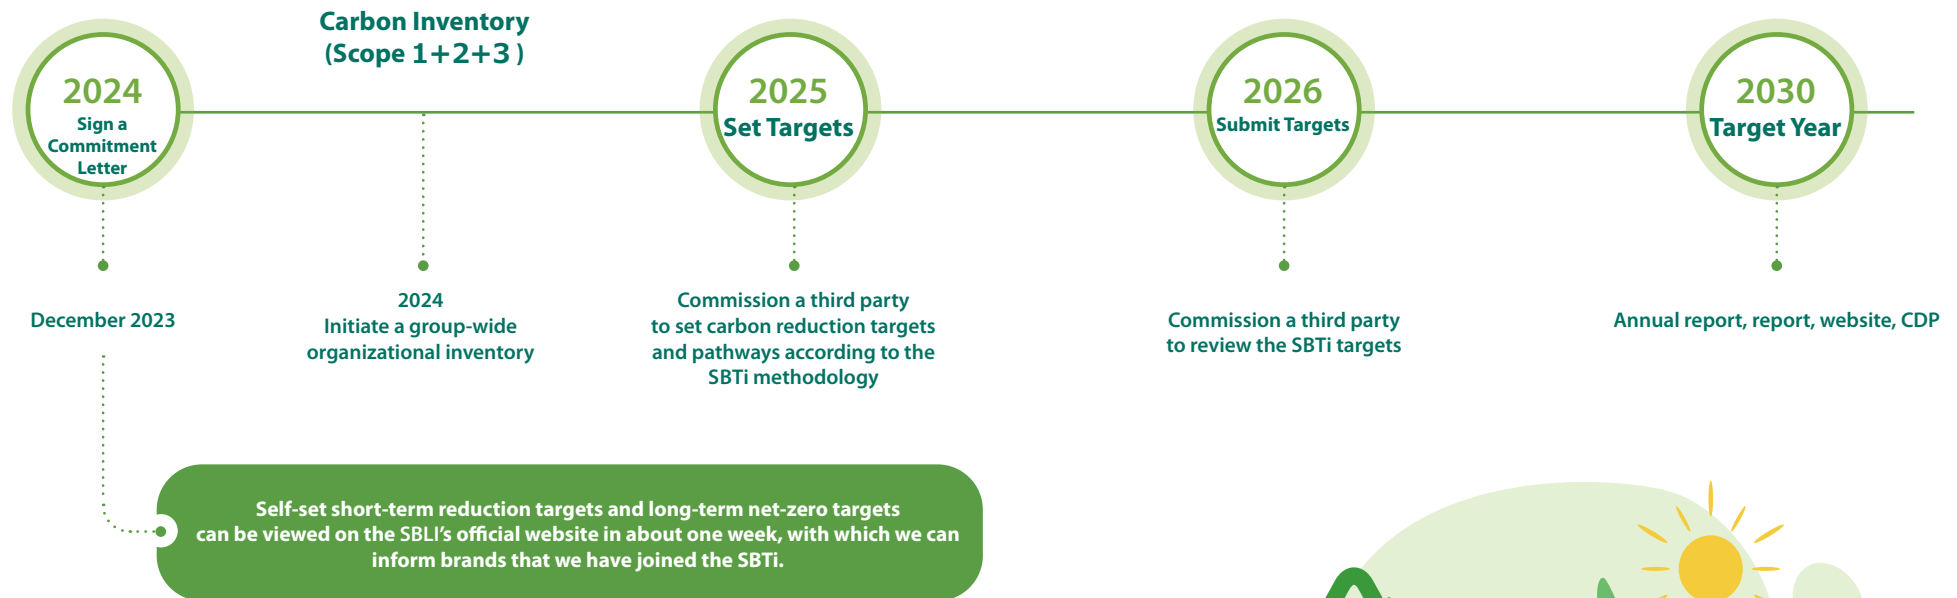 Carbon Inventory
(Scope 1+2+3 )
2024
Sign a
Commitment
Letter
2025
Set Targets
2026
Submit Targets
2030
Target Year
December 2023
2024
Initiate a group-wide
organizational inventory
Commission a third party
to set carbon reduction targets
and pathways according to the
SBTi methodology
Commission a third party
to review the SBTi targets
Annual report, report, website, CDP
Self-set short-term reduction targets and long-term net-zero targets
can be viewed on the SBLI's official website in about one week, with which we can
inform brands that we have joined the SBTi.